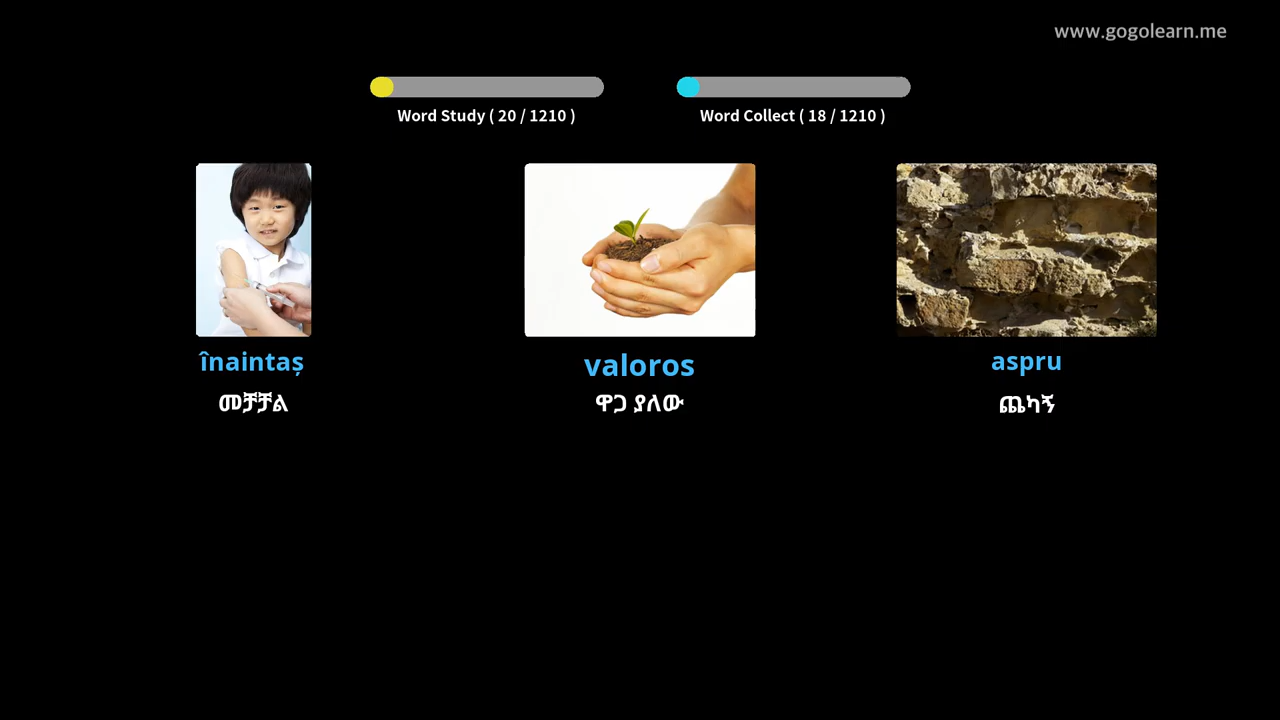 www.gogolearn.me
Word Study ( 20 / 1210 )
Word Collect ( 18 / 1210 )
înaintaș
valoros
aspru
መቻቻል
ዋጋ ያለው
ጨካኝ